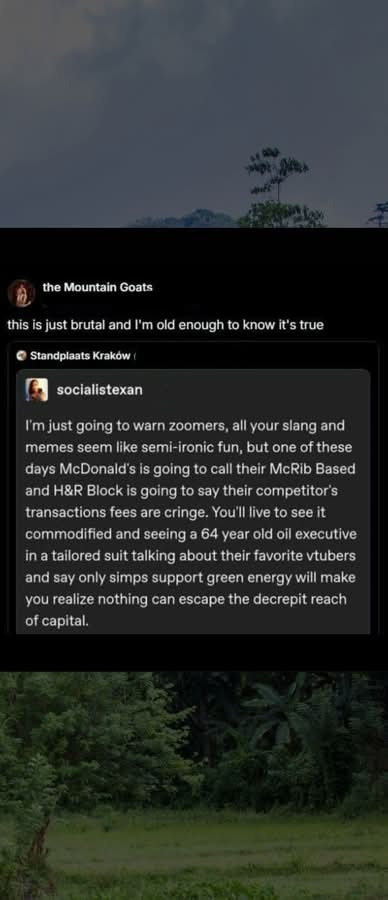 the Mountain Goats
this is just brutal and I'm old enough to know it's true
Standplaats Kraków
socialistexan
I'm just going to warn zoomers, all your slang and
memes seem like semi-ironic fun, but one of these
days McDonald's is going to call their McRib Based
and H&R Block is going to say their competitor's
transactions fees are cringe. You'll live to see it
commodified and seeing a 64 year old oil executive
in a tailored suit talking about their favorite vtubers
and say only simps support green energy will make
you realize nothing can escape the decrepit reach
of capital.